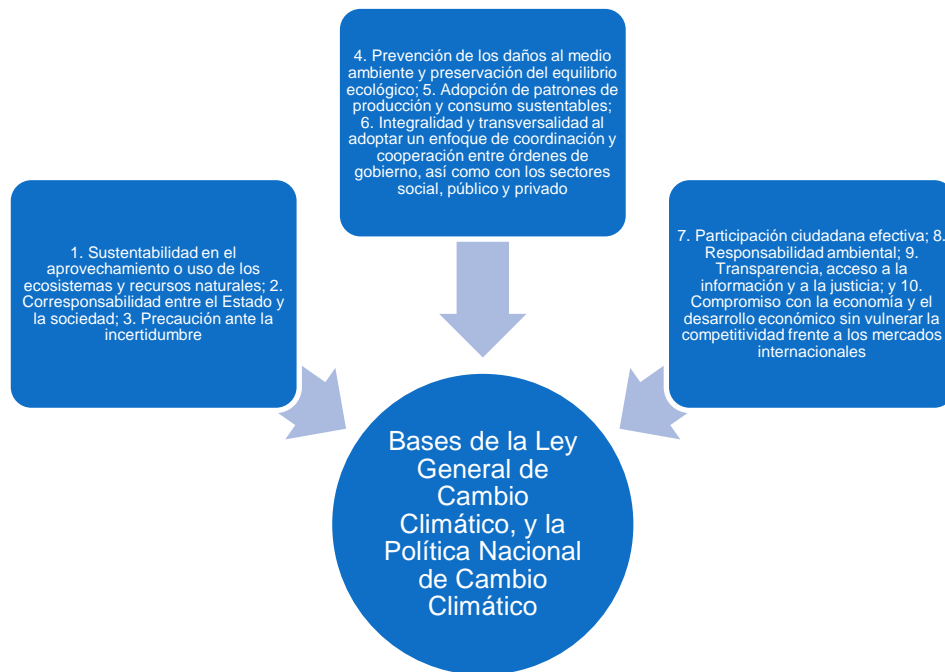 1. Sustentabilidad en el
aprovechamiento o uso de los
ecosistemas y recursos naturales; 2.
Corresponsabilidad entre el Estado y
la sociedad; 3. Precaución ante la
incertidumbre
4. Prevención de los daños al medio
ambiente y preservación del equilibrio
ecológico; 5. Adopción de patrones de
producción y consumo sustentables;
6. Integralidad y transversalidad al
adoptar un enfoque de coordinación y
cooperación entre órdenes de
gobierno, así como con los sectores
social, público y privado
7. Participación ciudadana efectiva; 8.
Responsabilidad ambiental; 9.
Transparencia, acceso a la
información y a la justicia; y 10.
Compromiso con la economía y el
desarrollo económico sin vulnerar la
competitividad frente a los mercados
internacionales
Bases de la Ley
General de
Cambio
Climático, y la
Política Nacional
de Cambio
Climático